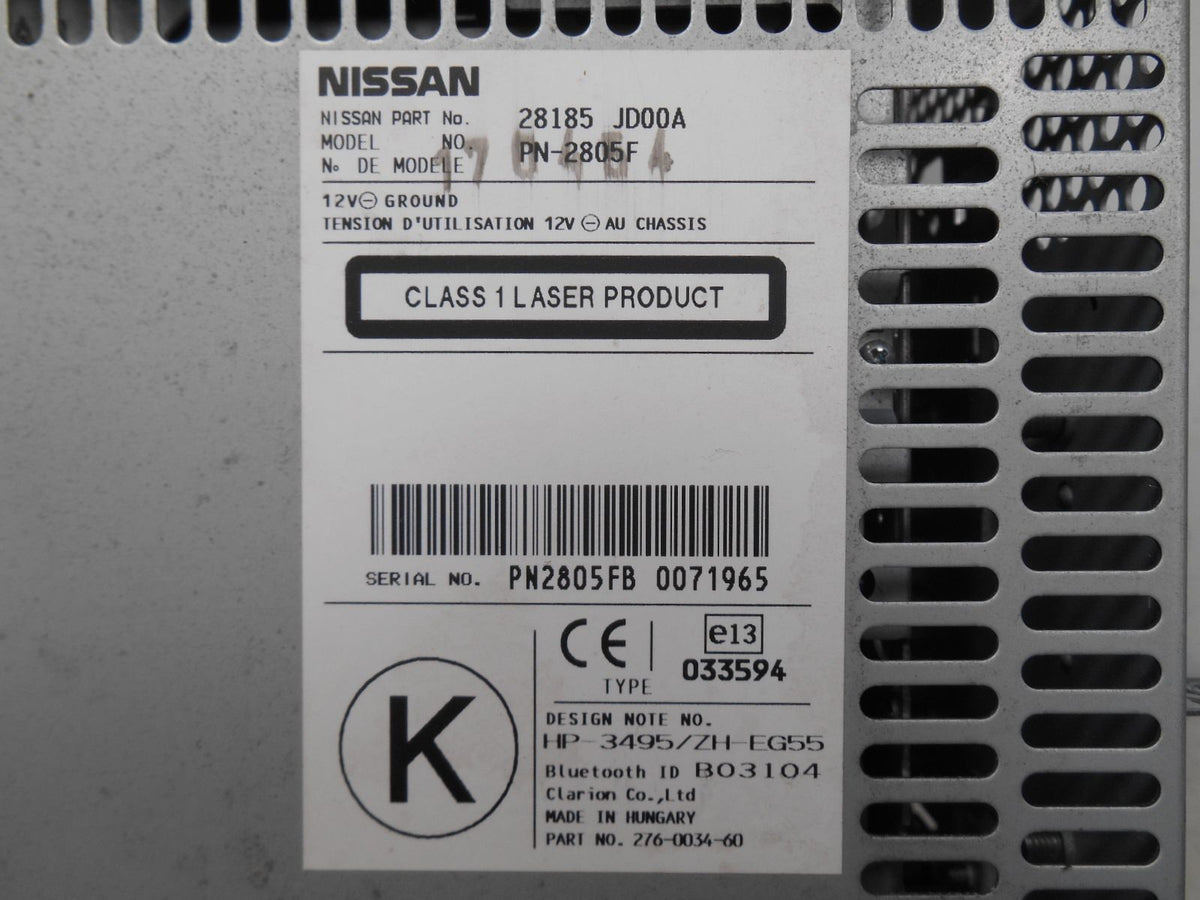 NISSAN
NISSAN PART No. 28185 JD00A
MODEL NO. PN-2805F
No DE MODELE
12V⊖ GROUND
TENSION D'UTILISATION 12V ⊖ AU CHASSIS
CLASS 1 LASER PRODUCT
SERIAL NO. PN2805FB 0071965
CE e13
TYPE 033594
K
DESIGN NOTE NO.
HP-3495/ZH-EG55
Bluetooth ID B03104
Clarion Co.,Ltd
MADE IN HUNGARY
PART NO. 276-0034-60